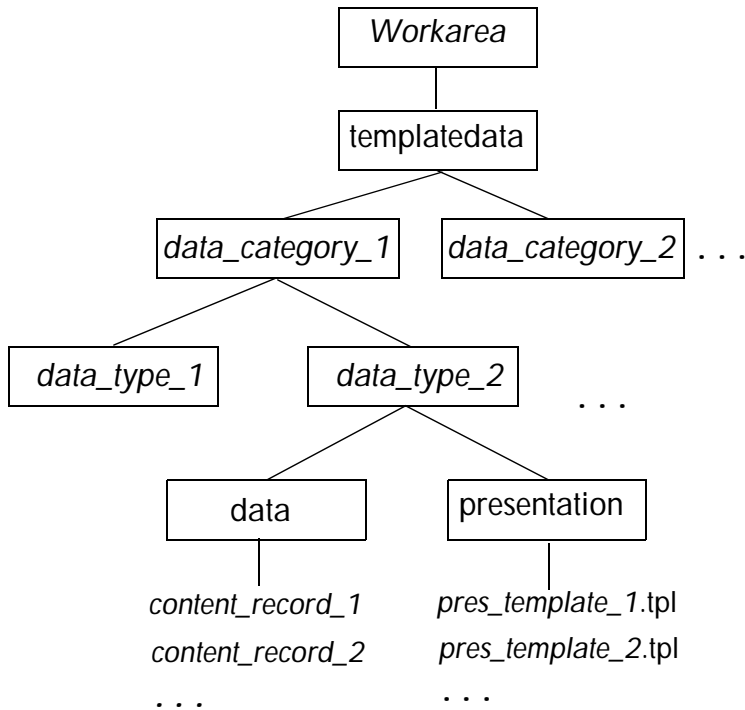 Workarea
templatedata
data_category_1 data_category_2 . . .
data_type_1 data_type_2 . . .
data presentation
content_record_1 pres_template_1.tpl
content_record_2 pres_template_2.tpl
. . . . . .